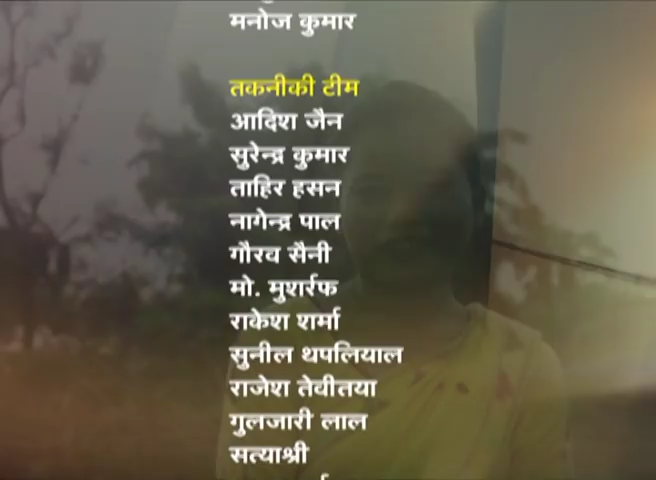 मनोज कुमार
तकनीकी टीम
आदिश जैन
सुरेन्द्र कुमार
ताहिर हसन
नागेन्द्र पाल
गौरव सैनी
मो. मुशर्रफ
राकेश शर्मा
सुनील थपलियाल
राजेश तेवीतया
गुलजारी लाल
सत्याश्री